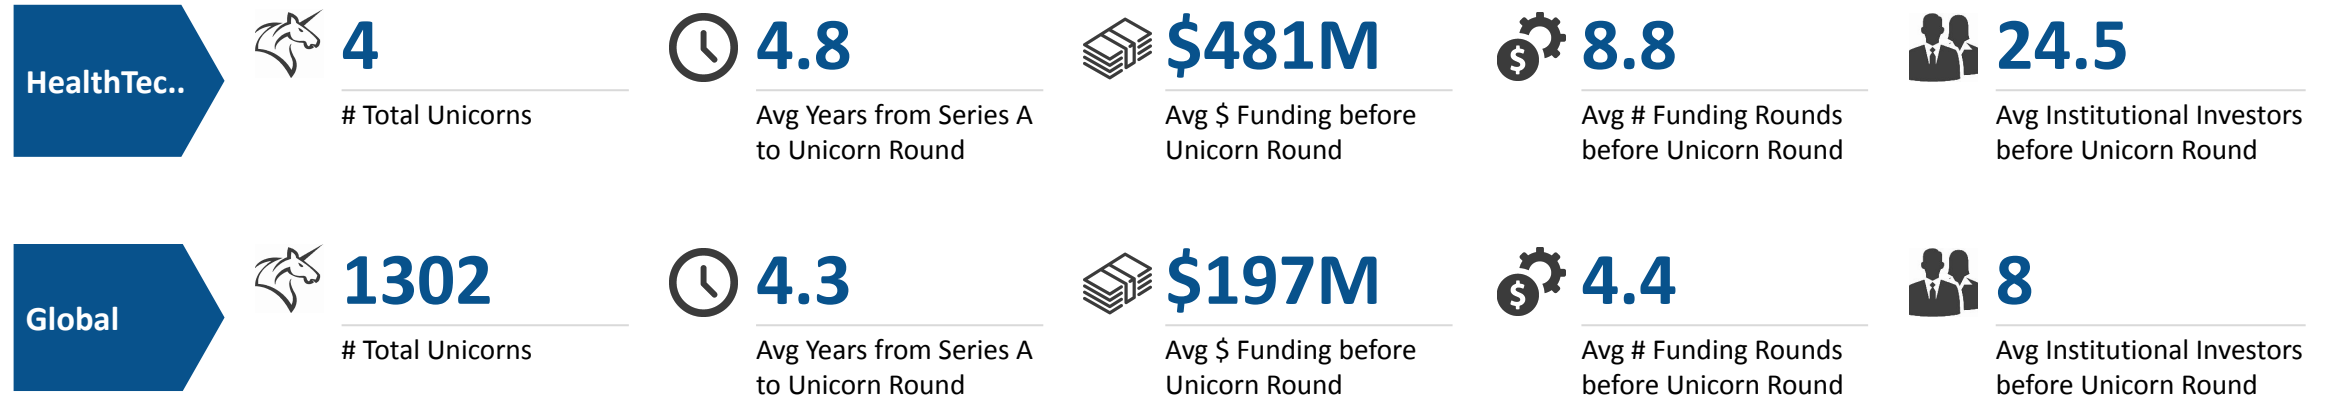 HealthTec..
4
# Total Unicorns
4.8
Avg Years from Series A
to Unicorn Round
$481M
Avg $ Funding before
Unicorn Round
8.8
Avg # Funding Rounds
before Unicorn Round
24.5
Avg Institutional Investors
before Unicorn Round
Global
1302
# Total Unicorns
4.3
Avg Years from Series A
to Unicorn Round
$197M
Avg $ Funding before
Unicorn Round
4.4
Avg # Funding Rounds
before Unicorn Round
8
Avg Institutional Investors
before Unicorn Round